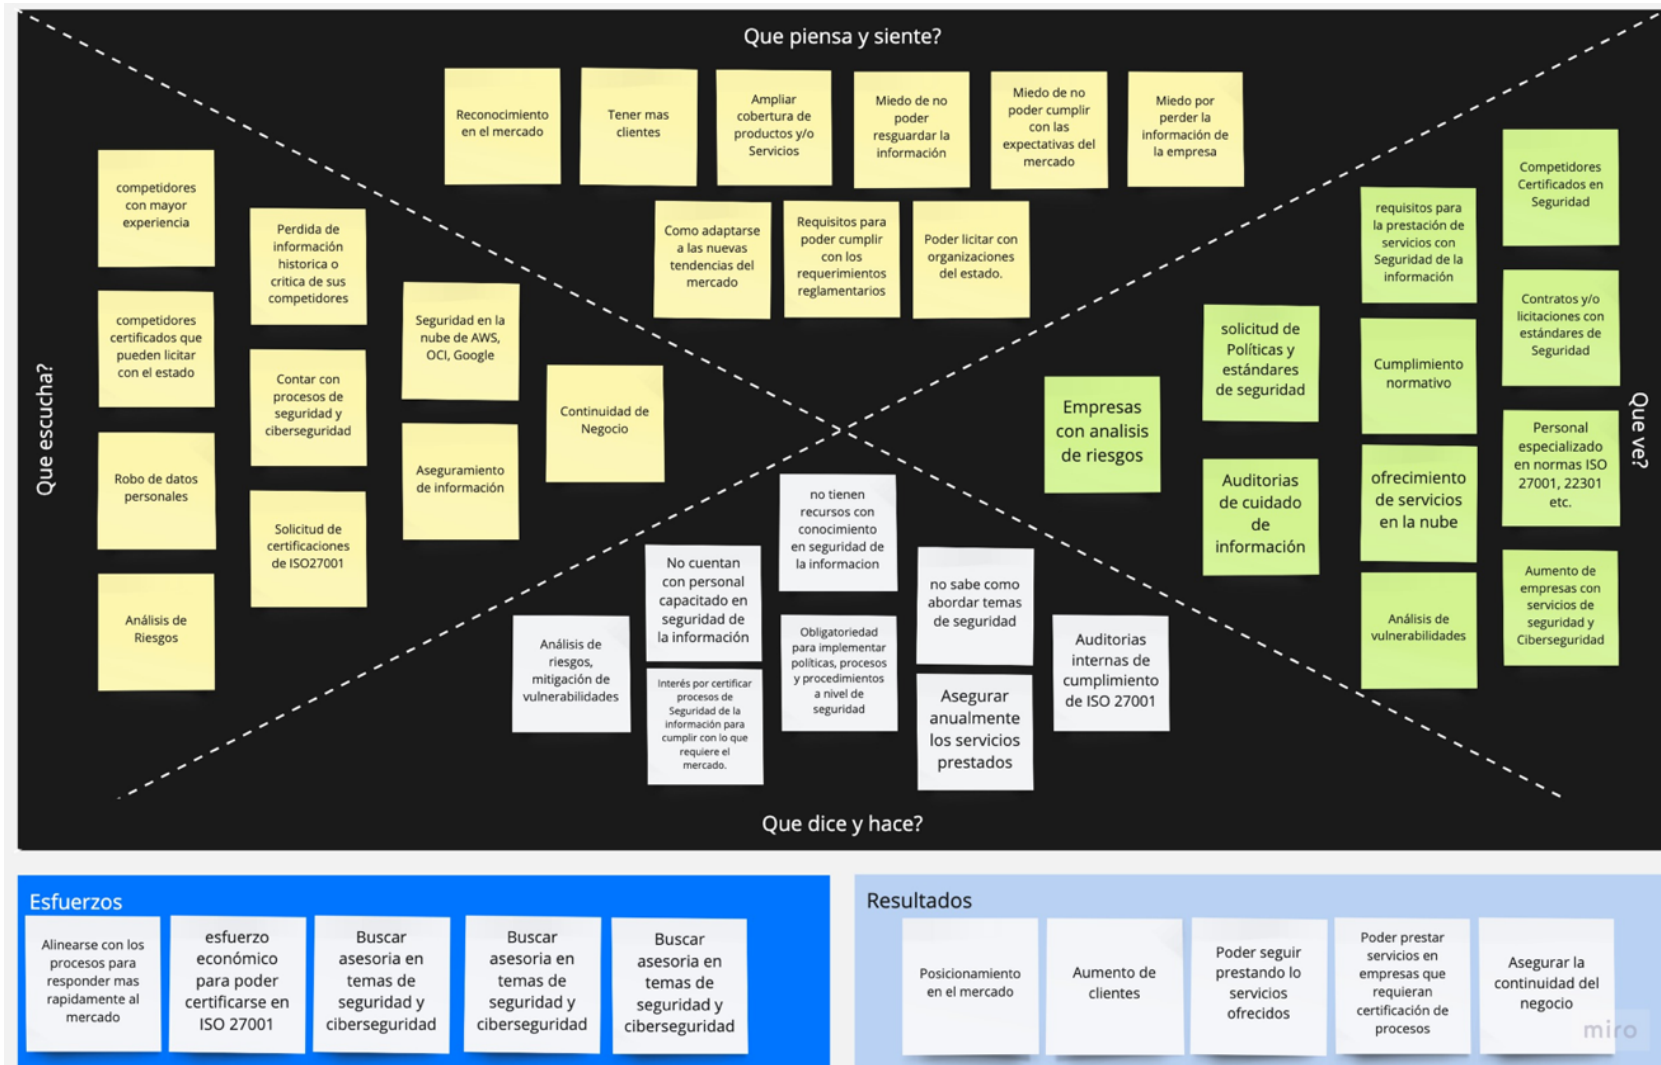 Que piensa y siente?
Reconocimiento
en el mercado
Tener mas
clientes
Ampliar
cobertura de
productos y/o
Servicios
Miedo de no
poder
resguardar la
información
Miedo de no
poder cumplir
con las
expectativas del
mercado
Miedo por
perder la
información de
la empresa
Como adaptarse
a las nuevas
tendencias del
mercado
Requisitos para
poder cumplir
con los
requerimientos
reglamentarios
Poder licitar con
organizaciones
del estado.
Que escucha?
competidores
con mayor
experiencia
competidores
certificados que
pueden licitar
con el estado
Robo de datos
personales
Análisis de
Riesgos
Perdida de
información
historica o
critica de sus
competidores
Contar con
procesos de
seguridad y
ciberseguridad
Solicitud de
certificaciones
de ISO27001
Seguridad en la
nube de AWS,
OCI, Google
Aseguramiento
de información
Continuidad de
Negocio
Que ve?
Empresas
con analisis
de riesgos
solicitud de
Políticas y
estándares
de seguridad
Auditorias
de cuidado
de
información
requisitos para
la prestación de
servicios con
Seguridad de la
información
Cumplimiento
normativo
ofrecimiento
de servicios
en la nube
Análisis de
vulnerabilidades
Competidores
Certificados en
Seguridad
Contratos y/o
licitaciones con
estándares de
Seguridad
Personal
especializado
en normas ISO
27001, 22301
etc.
Aumento de
empresas con
servicios de
seguridad y
Ciberseguridad
Análisis de
riesgos,
mitigación de
vulnerabilidades
No cuentan
con personal
capacitado en
seguridad de
la información
Interés por certificar
procesos de
Seguridad de la
información para
cumplir con lo que
requiere el
mercado.
no tienen
recursos con
conocimiento
en seguridad de
la informacion
Obligatoriedad
para implementar
políticas, procesos
y procedimientos
a nivel de
seguridad
no sabe como
abordar temas
de seguridad
Asegurar
anualmente
los servicios
prestados
Auditorias
internas de
cumplimiento
de ISO 27001
Que dice y hace?
Esfuerzos
Alinearse con los
procesos para
responder mas
rapidamente al
mercado
esfuerzo
económico
para poder
certificarse en
ISO 27001
Buscar
asesoria en
temas de
seguridad y
ciberseguridad
Buscar
asesoria en
temas de
seguridad y
ciberseguridad
Buscar
asesoria en
temas de
seguridad y
ciberseguridad
Resultados
Posicionamiento
en el mercado
Aumento de
clientes
Poder seguir
prestando lo
servicios
ofrecidos
Poder prestar
servicios en
empresas que
requieran
certificación de
procesos
Asegurar la
continuidad del
negocio
miro